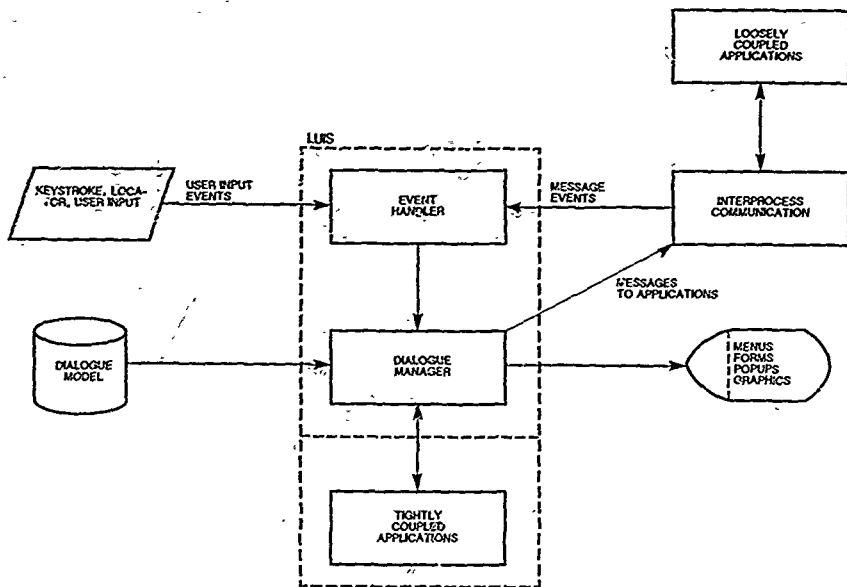 LOOSELY
COUPLED
APPLICATIONS
LUIS
KEYSTROKE, LOCA-
TOR, USER INPUT
USER INPUT
EVENTS
EVENT
HANDLER
MESSAGE
EVENTS
INTERPROCESS
COMMUNICATION
MESSAGES
TO APPLICATIONS
DIALOGUE
MODEL
DIALOGUE
MANAGER
MENUS
FORMS
POPUPS
GRAPHICS
TIGHTLY
COUPLED
APPLICATIONS